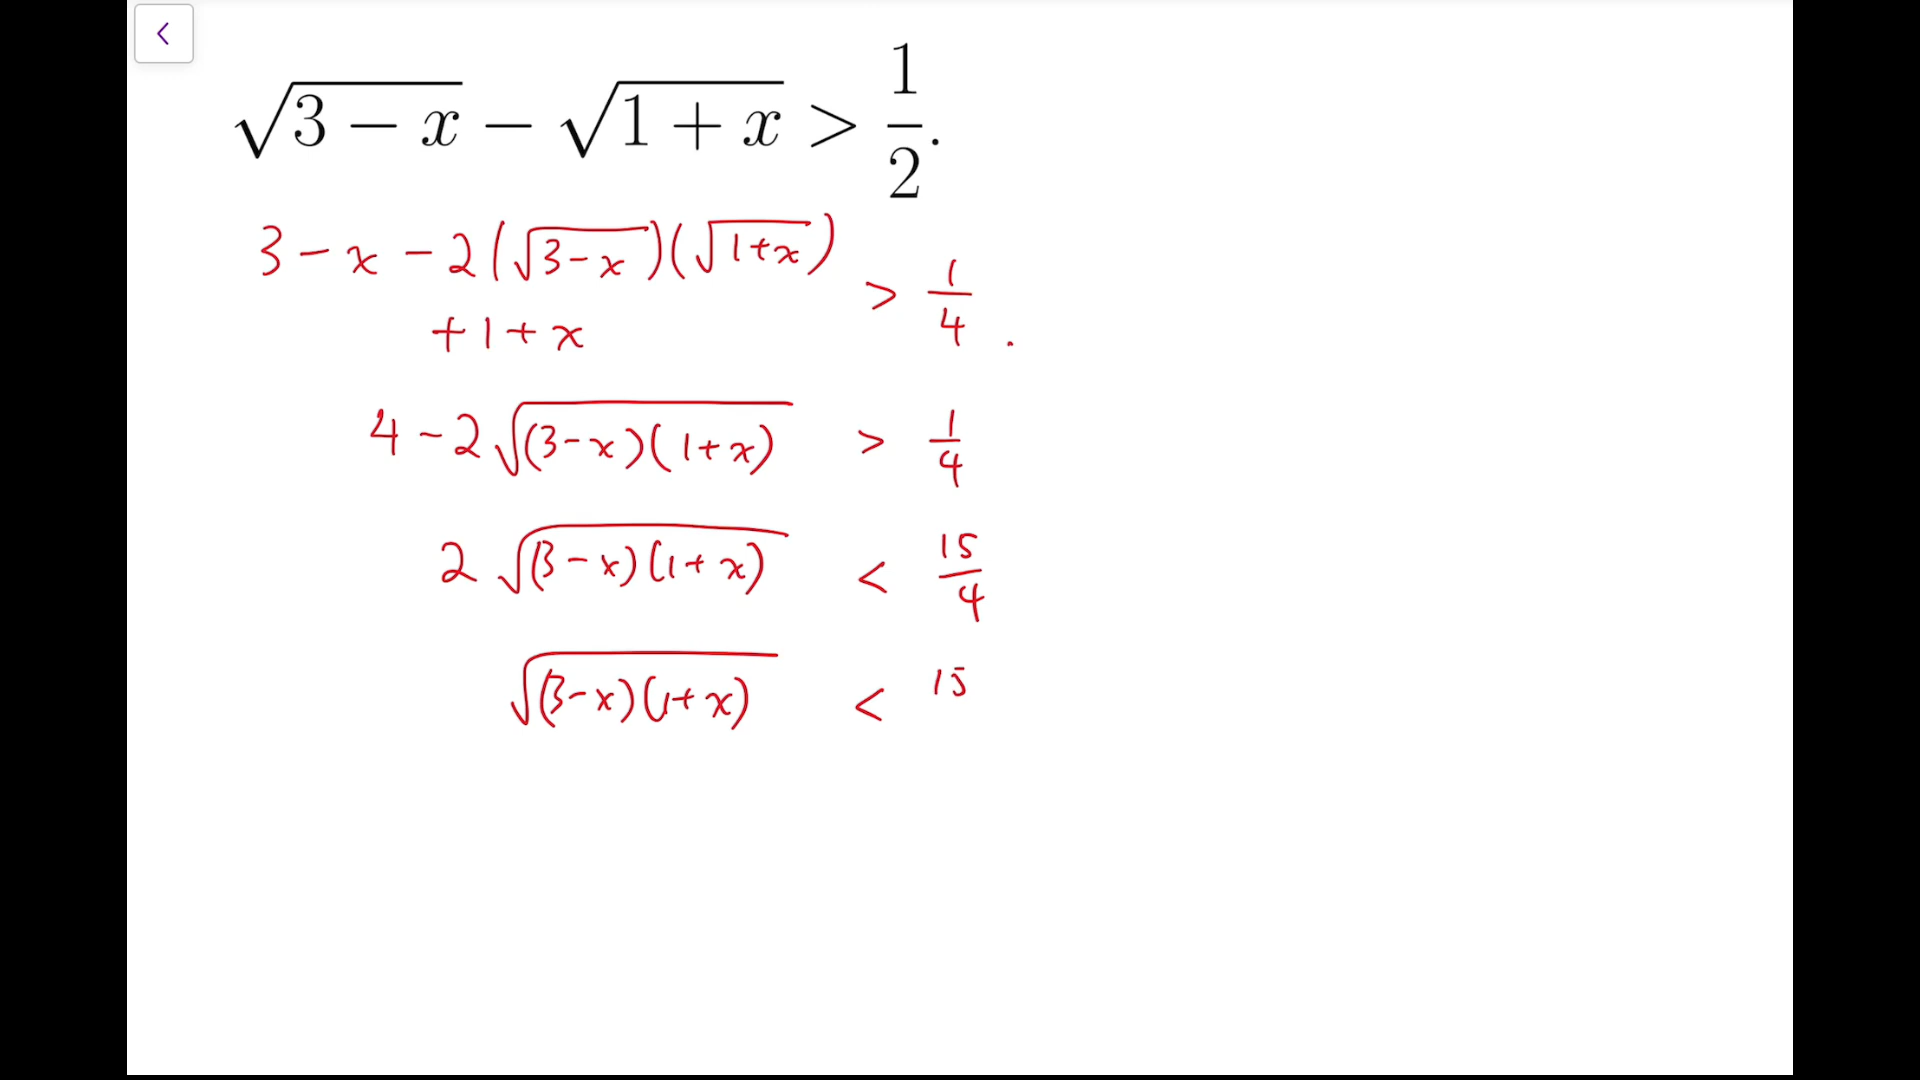 √(3 − x) − √(1 + x) > 1/2.
3 − x − 2(√(3−x))(√(1+x))
+ 1 + x > 1/4 .
4 − 2√((3−x)(1+x)) > 1/4
2√((3−x)(1+x)) < 15/4
√((3−x)(1+x)) < 15